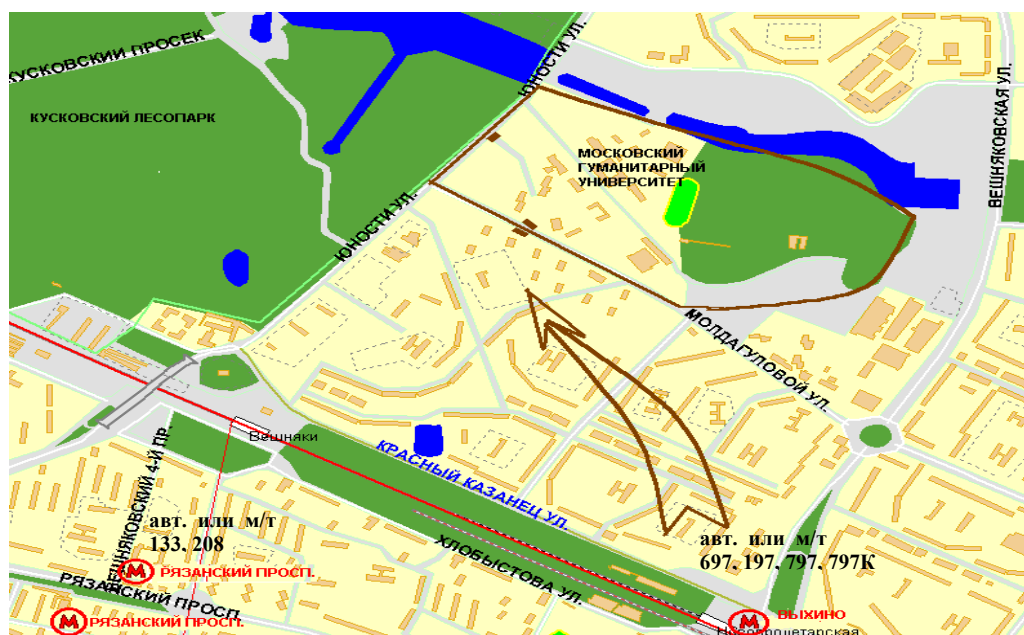 КУСКОВСКИЙ ПРОСЕК
ЮНОСТИ УЛ.
ВЕШНЯКОВСКАЯ УЛ.
КУСКОВСКИЙ ЛЕСОПАРК
МОСКОВСКИЙ
ГУМАНИТАРНЫЙ
УНИВЕРСИТЕТ
ЮНОСТИ УЛ.
МОЛДАГУЛОВОЙ УЛ.
Вешняки
КРАСНЫЙ КАЗАНЕЦ УЛ.
ВЕШНЯКОВСКИЙ 4-Й ПР.
авт. или м/т
133, 208
ХЛОБЫСТОВА УЛ.
авт. или м/т
697, 197, 797, 797К
М РЯЗАНСКИЙ ПРОСП.
РЯЗАНСКИЙ ПРОСП.
М РЯЗАНСКИЙ ПРОСП.
М ВЫХИНО